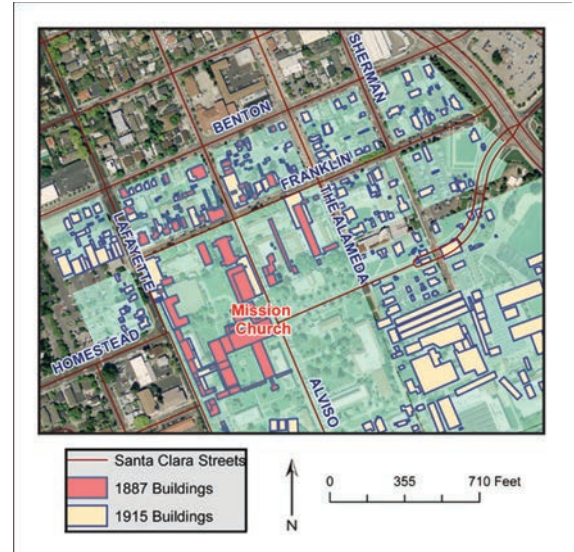 SHERMAN
BENTON
FRANKLIN
LAFAYETTE
THE ALAMEDA
Mission
Church
HOMESTEAD
ALVISO
Santa Clara Streets
1887 Buildings
1915 Buildings
N
0 355 710 Feet